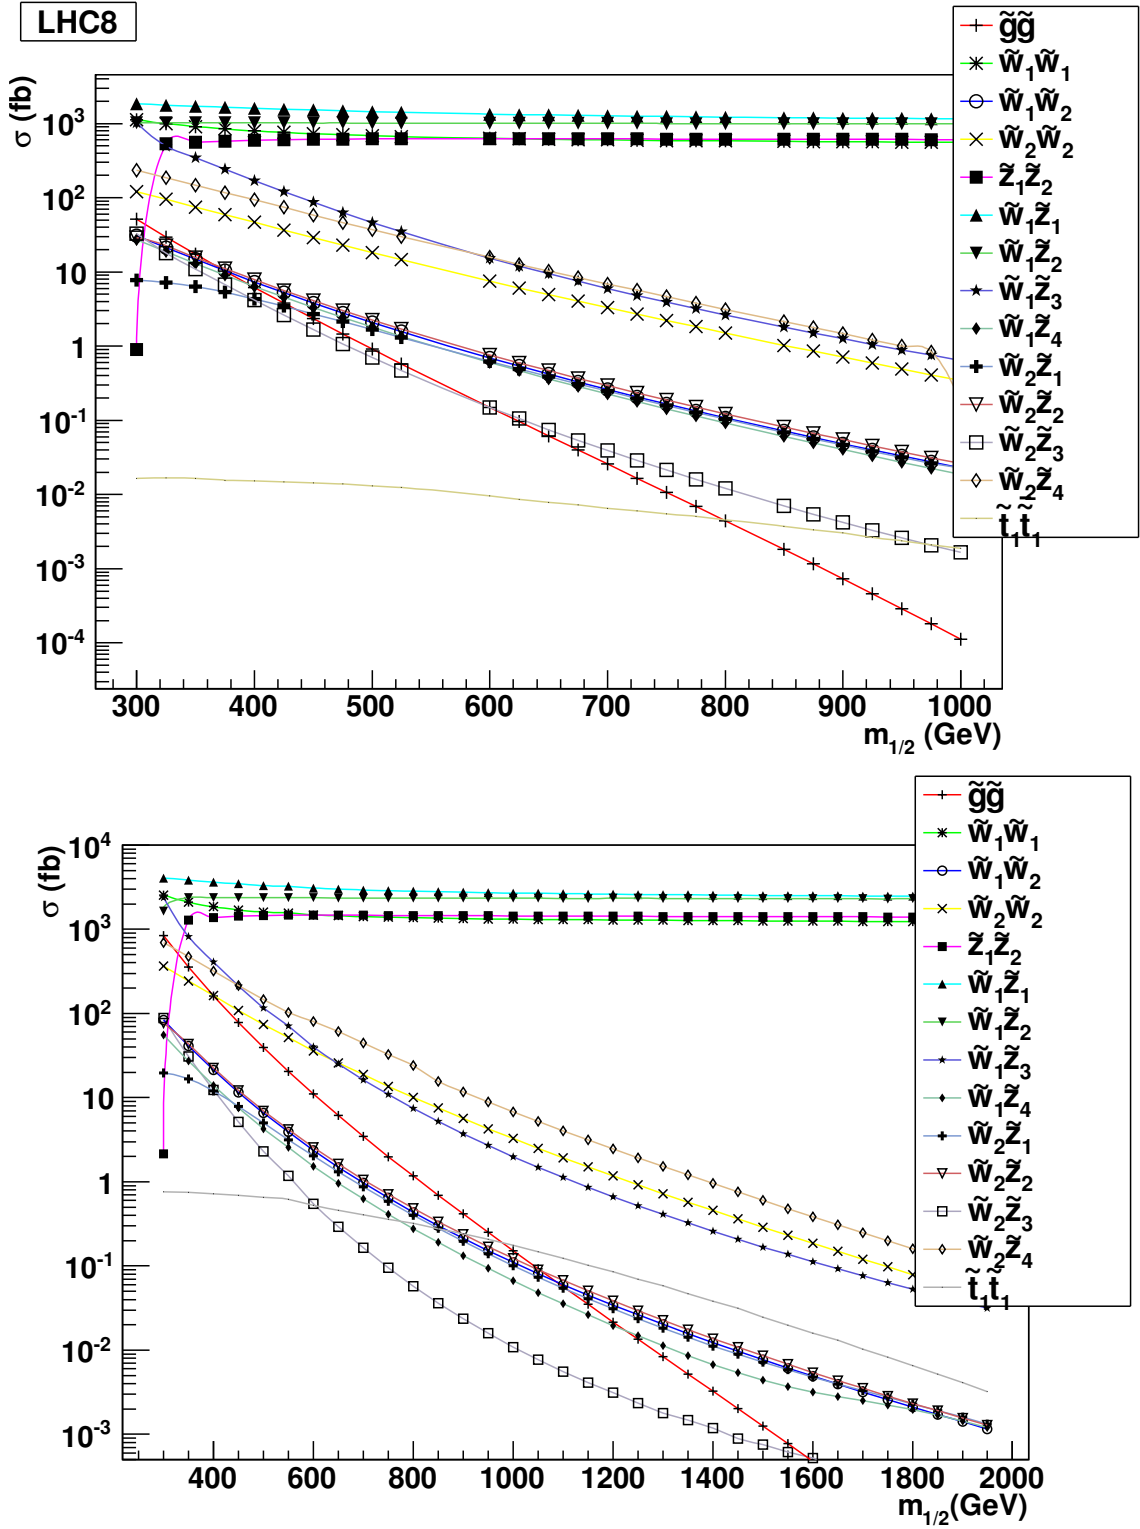 LHC8
σ (fb)
10³
10²
10
1
10⁻¹
10⁻²
10⁻³
10⁻⁴
300 400 500 600 700 800 900 1000
m₁/₂ (GeV)
g̃g̃
w̃₁w̃₁
w̃₁w̃₂
w̃₂w̃₂
z̃₁z̃₂
w̃₁z̃₁
w̃₁z̃₂
w̃₁z̃₃
w̃₁z̃₄
w̃₂z̃₁
w̃₂z̃₂
w̃₂z̃₃
w̃₂z̃₄
t̃₁t̃₁
σ (fb)
10⁴
10³
10²
10
1
10⁻¹
10⁻²
10⁻³
400 600 800 1000 1200 1400 1600 1800 2000
m₁/₂(GeV)
g̃g̃
w̃₁w̃₁
w̃₁w̃₂
w̃₂w̃₂
z̃₁z̃₂
w̃₁z̃₁
w̃₁z̃₂
w̃₁z̃₃
w̃₁z̃₄
w̃₂z̃₁
w̃₂z̃₂
w̃₂z̃₃
w̃₂z̃₄
t̃₁t̃₁